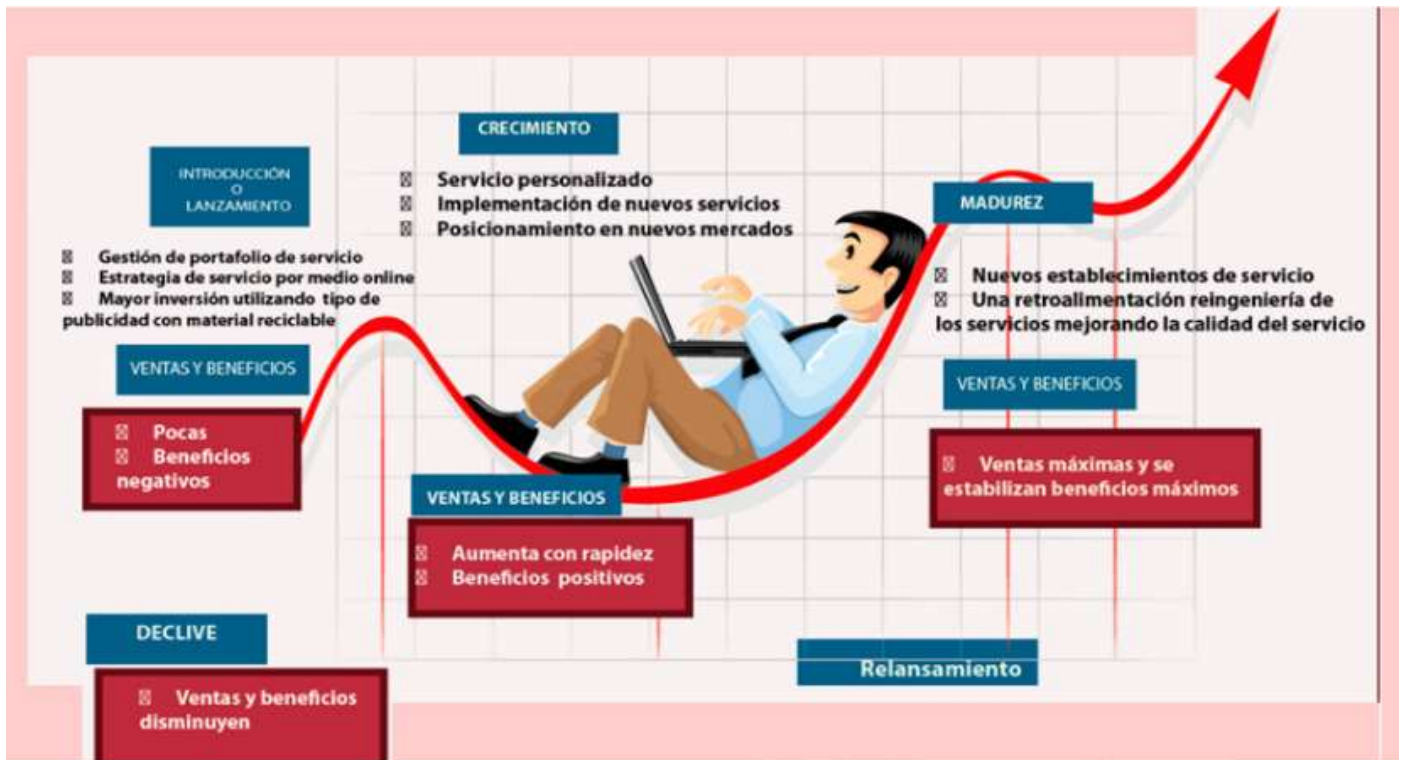 INTRODUCCIÓN
O
LANZAMIENTO
Gestión de portafolio de servicio
Estrategia de servicio por medio online
Mayor inversión utilizando tipo de
publicidad con material reciclable
VENTAS Y BENEFICIOS
Pocas
Beneficios
negativos
CRECIMIENTO
Servicio personalizado
Implementación de nuevos servicios
Posicionamiento en nuevos mercados
VENTAS Y BENEFICIOS
Aumenta con rapidez
Beneficios positivos
MADUREZ
Nuevos establecimientos de servicio
Una retroalimentación reingeniería de
los servicios mejorando la calidad del servicio
VENTAS Y BENEFICIOS
Ventas máximas y se
estabilizan beneficios máximos
DECLIVE
Ventas y beneficios
disminuyen
Relansamiento